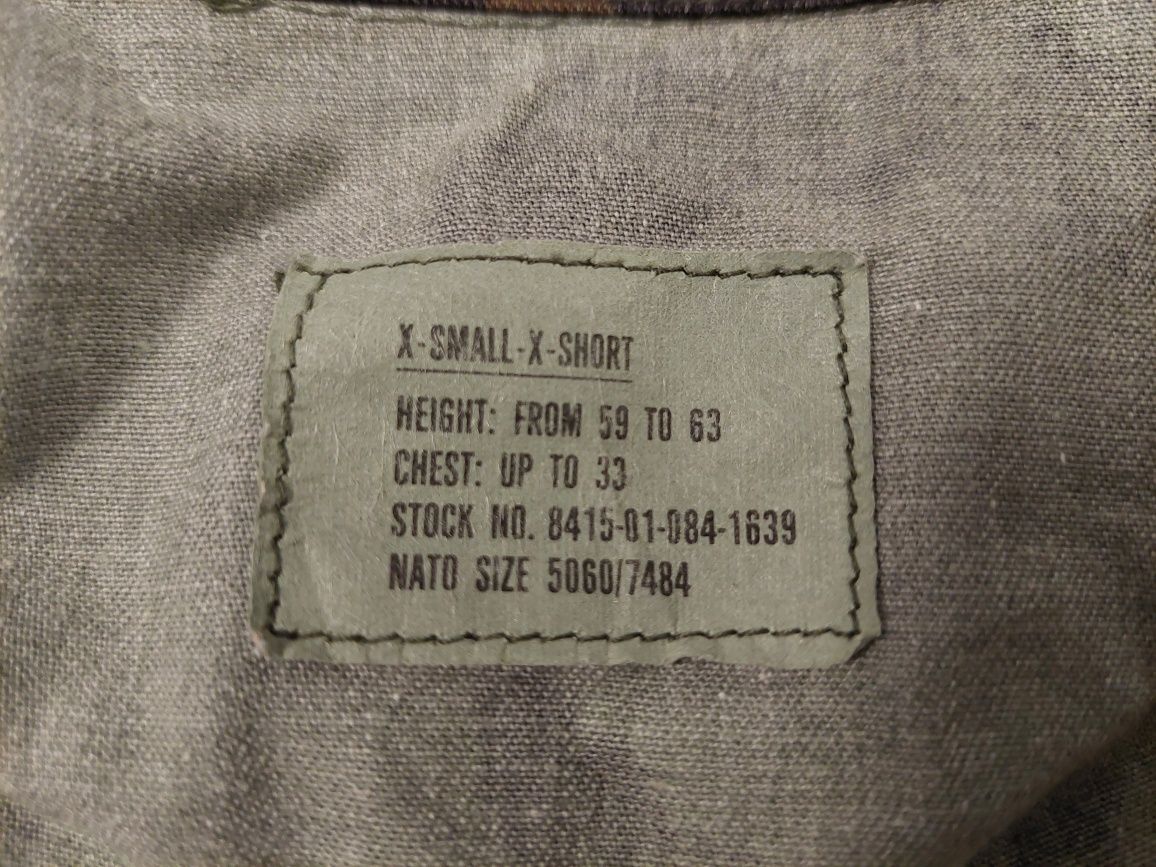 X-SMALL-X-SHORT
HEIGHT: FROM 59 TO 63
CHEST: UP TO 33
STOCK NO. 8415-01-084-1639
NATO SIZE 5060/7484